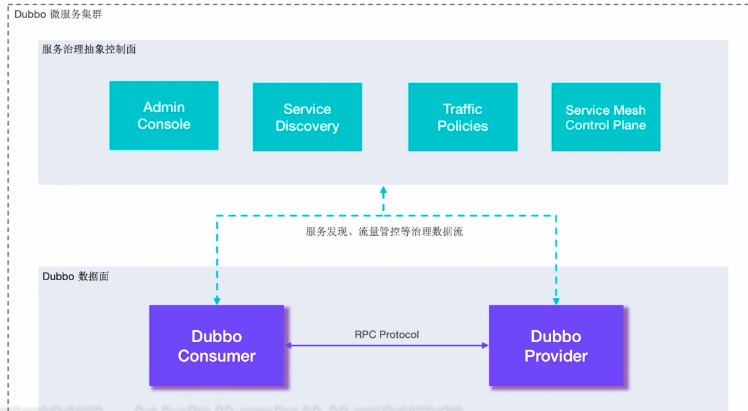 Dubbo 微服务集群
服务治理抽象控制面
Admin
Console
Service
Discovery
Traffic
Policies
Service Mesh
Control Plane
服务发现、流量管控等治理数据流
Dubbo 数据面
Dubbo
Consumer
RPC Protocol
Dubbo
Provider